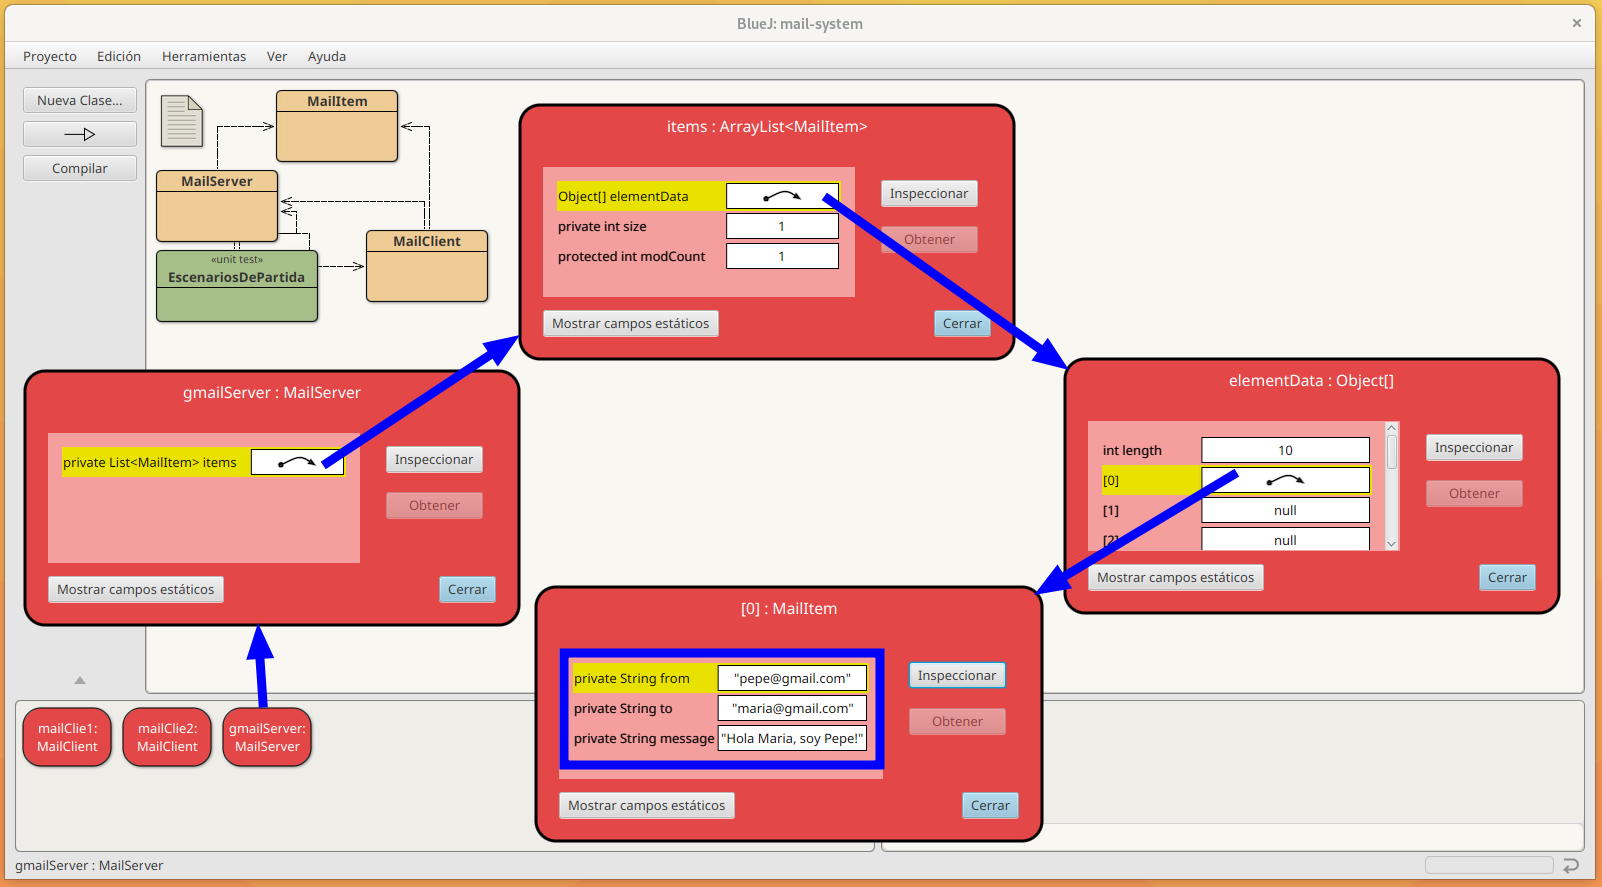 BlueJ: mail-system
Proyecto Edición Herramientas Ver Ayuda
Nueva Clase...
Compilar
MailItem
MailServer
MailClient
«unit test»
EscenariosDePartida
items : ArrayList<MailItem>
Object[] elementData
private int size 1
protected int modCount 1
Inspeccionar
Obtener
Mostrar campos estáticos
Cerrar
gmailServer : MailServer
private List<MailItem> items
Inspeccionar
Obtener
Mostrar campos estáticos
Cerrar
elementData : Object[]
int length 10
[0]
[1] null
[2] null
Inspeccionar
Obtener
Mostrar campos estáticos
Cerrar
[0] : MailItem
private String from "pepe@gmail.com"
private String to "maria@gmail.com"
private String message "Hola Maria, soy Pepe!"
Inspeccionar
Obtener
Mostrar campos estáticos
Cerrar
mailClie1:
MailClient
mailClie2:
MailClient
gmailServer:
MailServer
gmailServer : MailServer